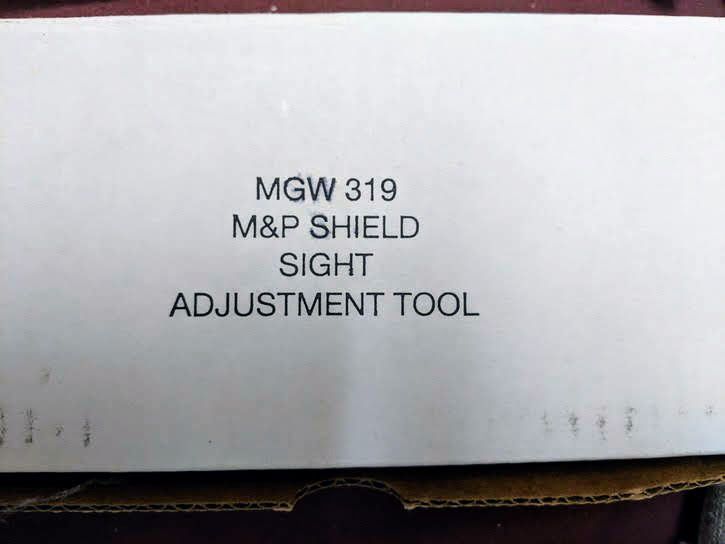 MGW 319
M&P SHIELD
SIGHT
ADJUSTMENT TOOL